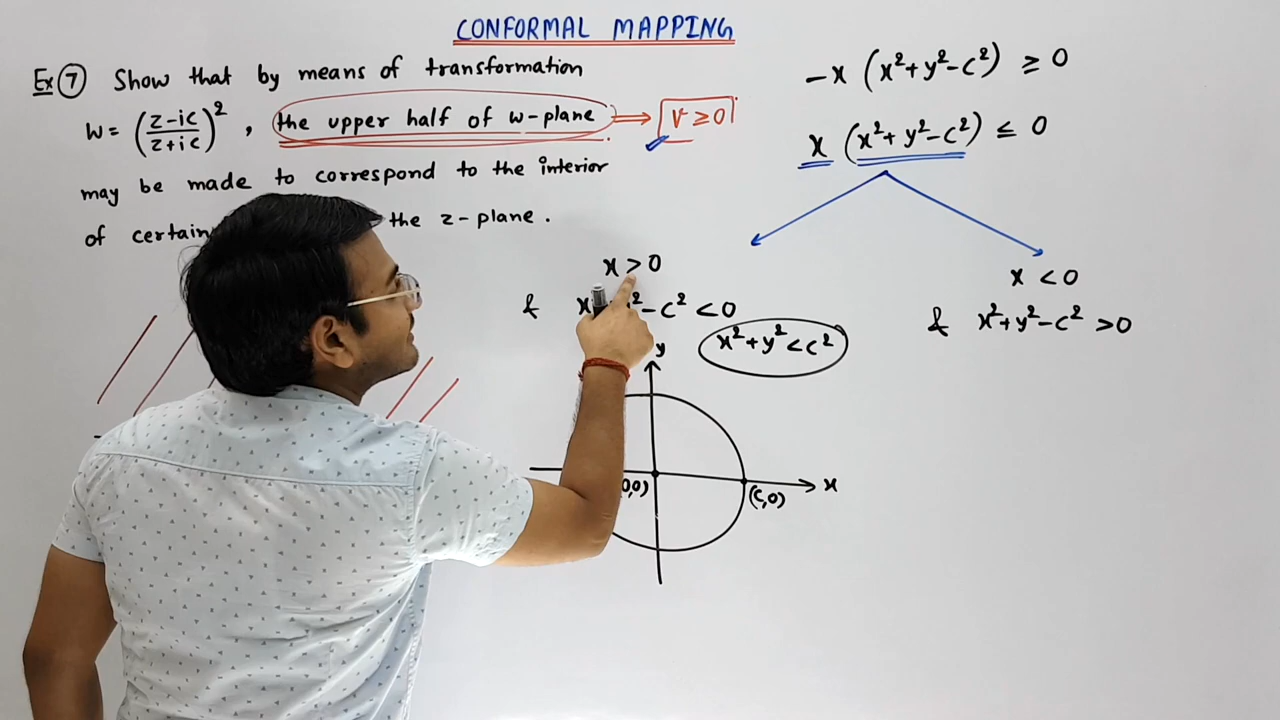 CONFORMAL MAPPING
Ex 7 Show that by means of transformation
W = (z-ic/z+ic)², the upper half of w-plane ⇒ V ≥ 0
may be made to correspond to the interior
of certain the z-plane.
-x (x²+y²-c²) ≥ 0
x (x²+y²-c²) ≤ 0
x > 0
& x ² - c² < 0
x²+y² < c²
x < 0
& x²+y²-c² > 0
y
x
0,0)
(c,0)